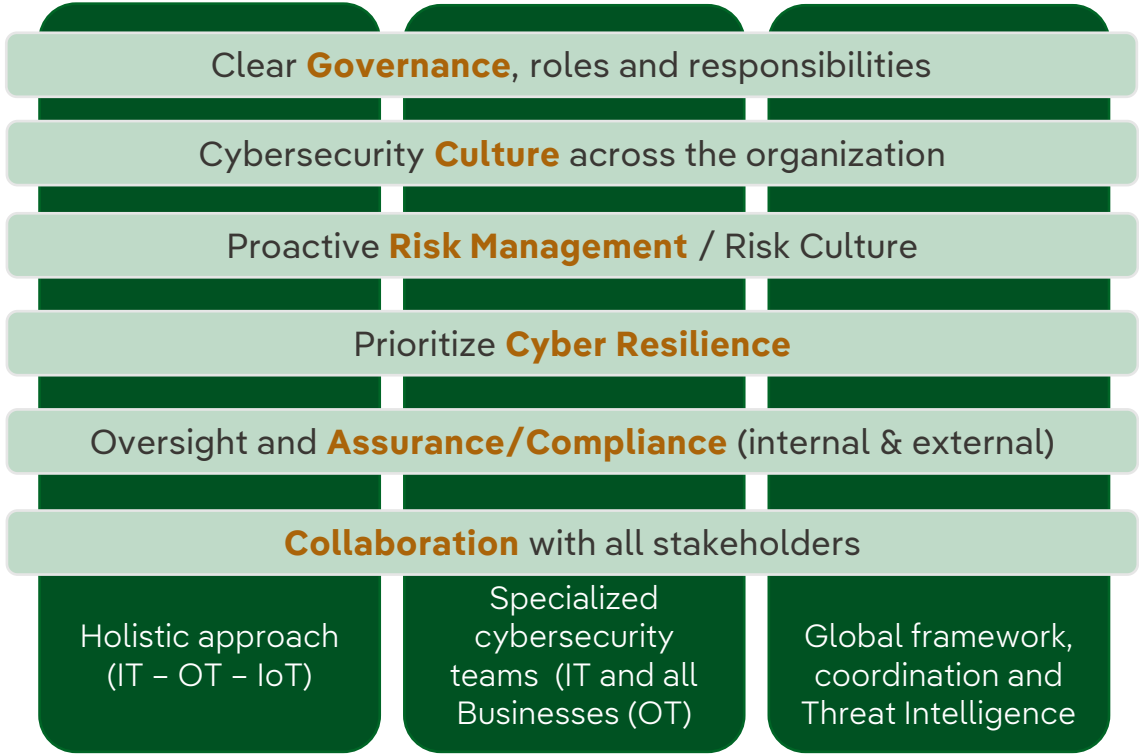 Clear Governance, roles and responsibilities
Cybersecurity Culture across the organization
Proactive Risk Management / Risk Culture
Prioritize Cyber Resilience
Oversight and Assurance/Compliance (internal & external)
Collaboration with all stakeholders
Holistic approach
(IT – OT – IoT)
Specialized
cybersecurity
teams (IT and all
Businesses (OT)
Global framework,
coordination and
Threat Intelligence